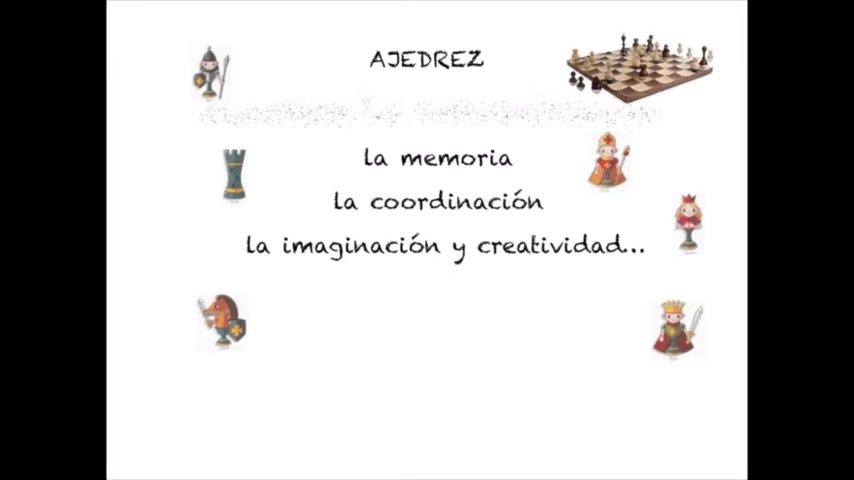 AJEDREZ
la memoria
la coordinación
la imaginación y creatividad...